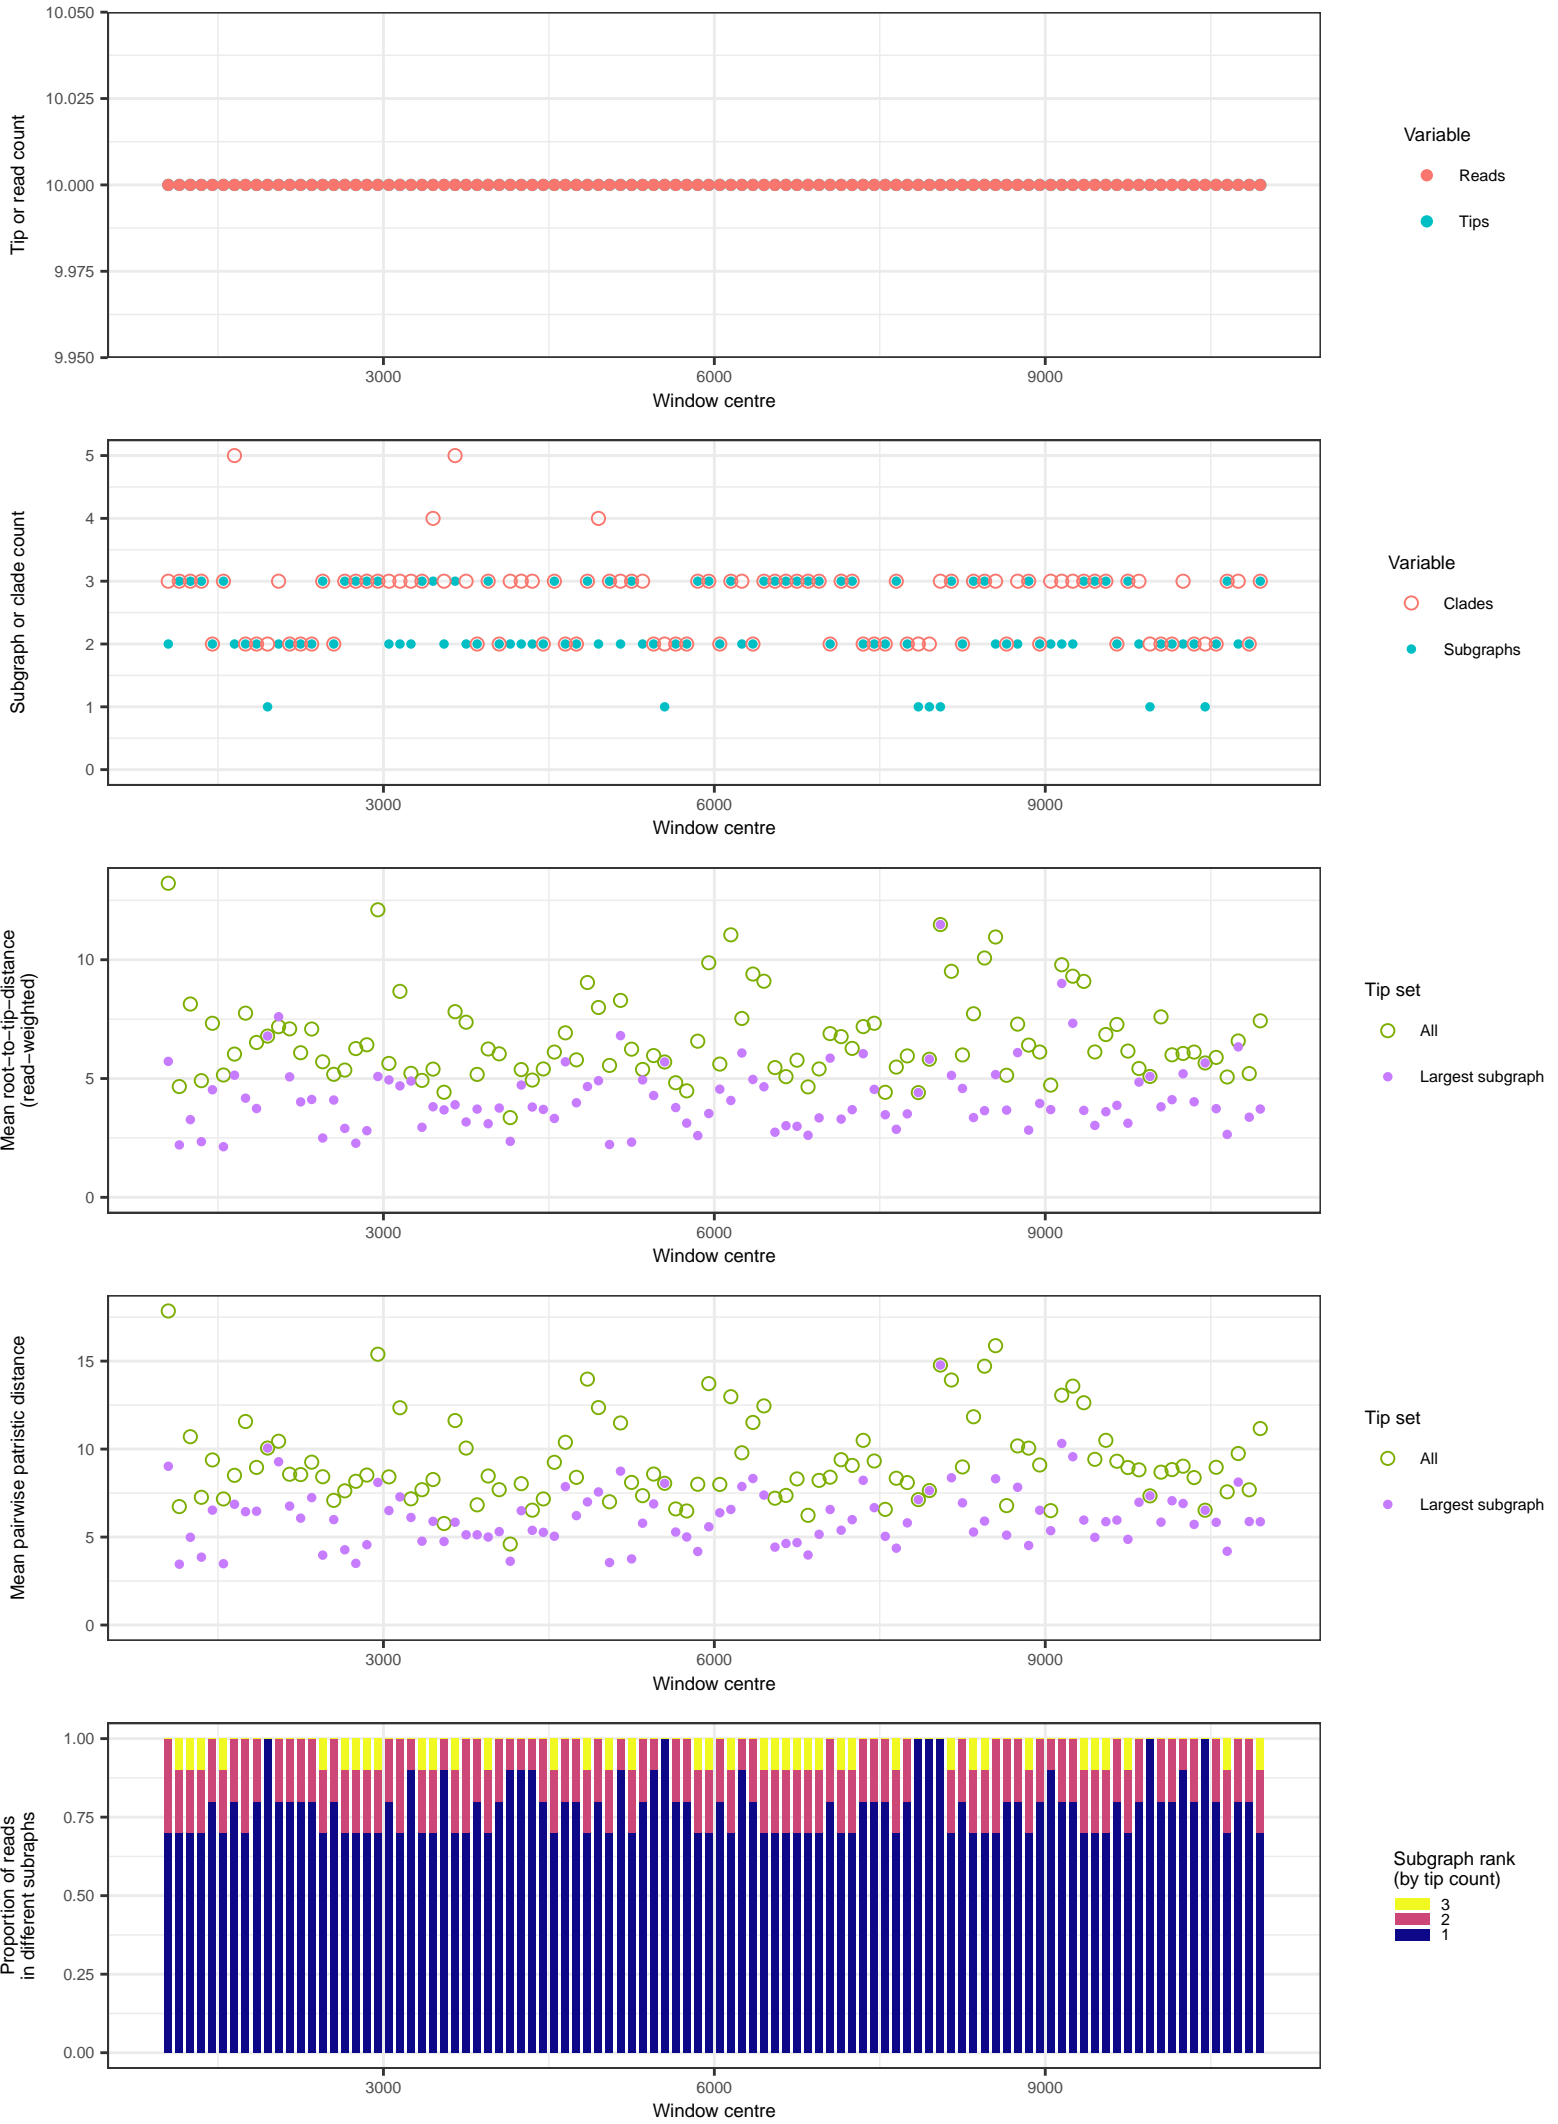 10.050
10.025
10.000
9.975
9.950
Tip or read count
3000 6000 9000
Window centre
Variable
Reads
Tips
5
4
3
2
1
0
Subgraph or clade count
3000 6000 9000
Window centre
Variable
Clades
Subgraphs
10
5
0
Mean root−to−tip−distance
(read−weighted)
3000 6000 9000
Window centre
Tip set
All
Largest subgraph
15
10
5
0
Mean pairwise patristic distance
3000 6000 9000
Window centre
Tip set
All
Largest subgraph
1.00
0.75
0.50
0.25
0.00
Proportion of reads
in different subraphs
3000 6000 9000
Window centre
Subgraph rank
(by tip count)
3
2
1